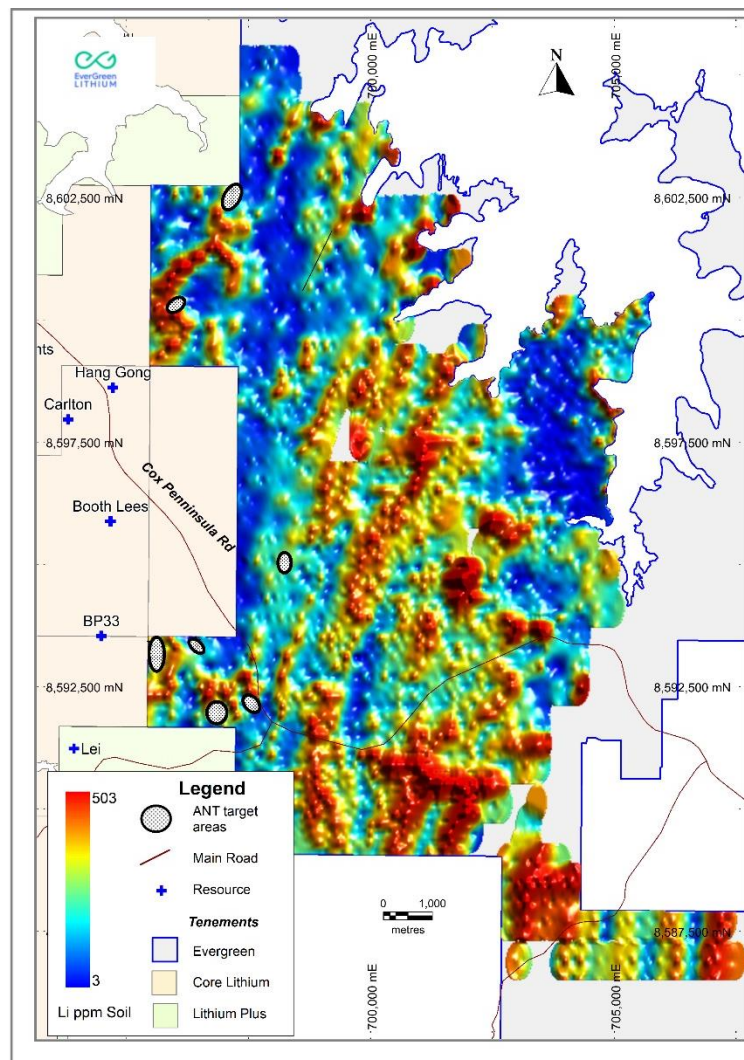 EverGreen
LITHIUM
700,000 mE
705,000 mE
N
8,602,500 mN
8,602,500 mN
nts
Hang Gong
Carlton
8,597,500 mN
8,597,500 mN
Cox Penninsula Rd
Booth Lees
BP33
8,592,500 mN
8,592,500 mN
Lei
Legend
503
ANT target
areas
Main Road
Resource
Tenements
Evergreen
3
Core Lithium
Li ppm Soil
Lithium Plus
0
1,000
metres
8,587,500 mN
700,000 mE
705,000 mE